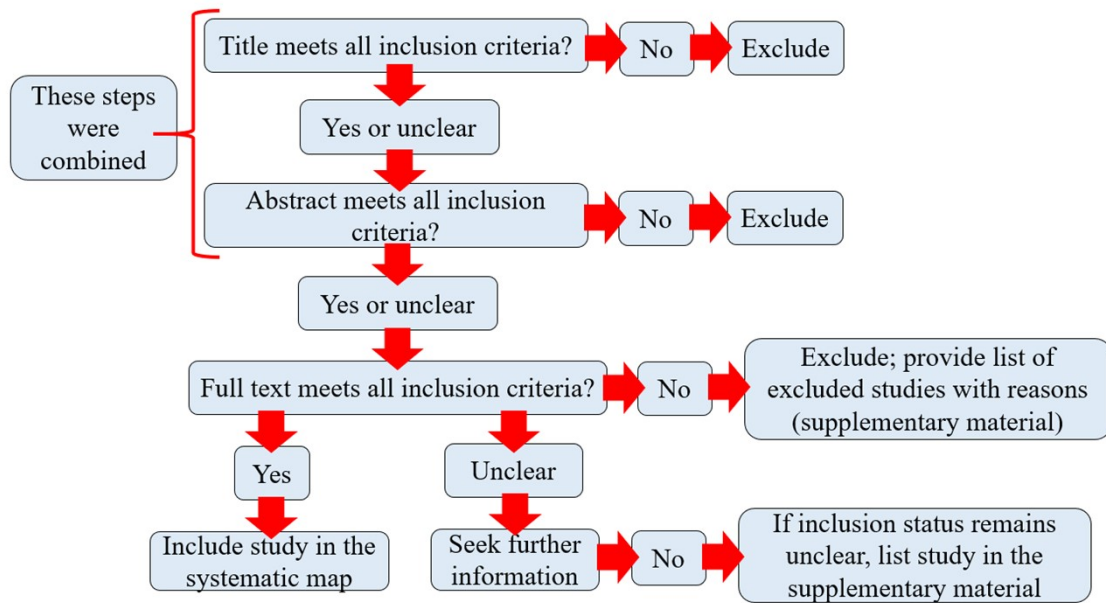 Title meets all inclusion criteria?
No
Exclude
These steps
were
combined
Yes or unclear
Abstract meets all inclusion
criteria?
No
Exclude
Yes or unclear
Full text meets all inclusion criteria?
No
Exclude; provide list of
excluded studies with reasons
(supplementary material)
Yes
Unclear
Include study in the
systematic map
Seek further
information
No
If inclusion status remains
unclear, list study in the
supplementary material